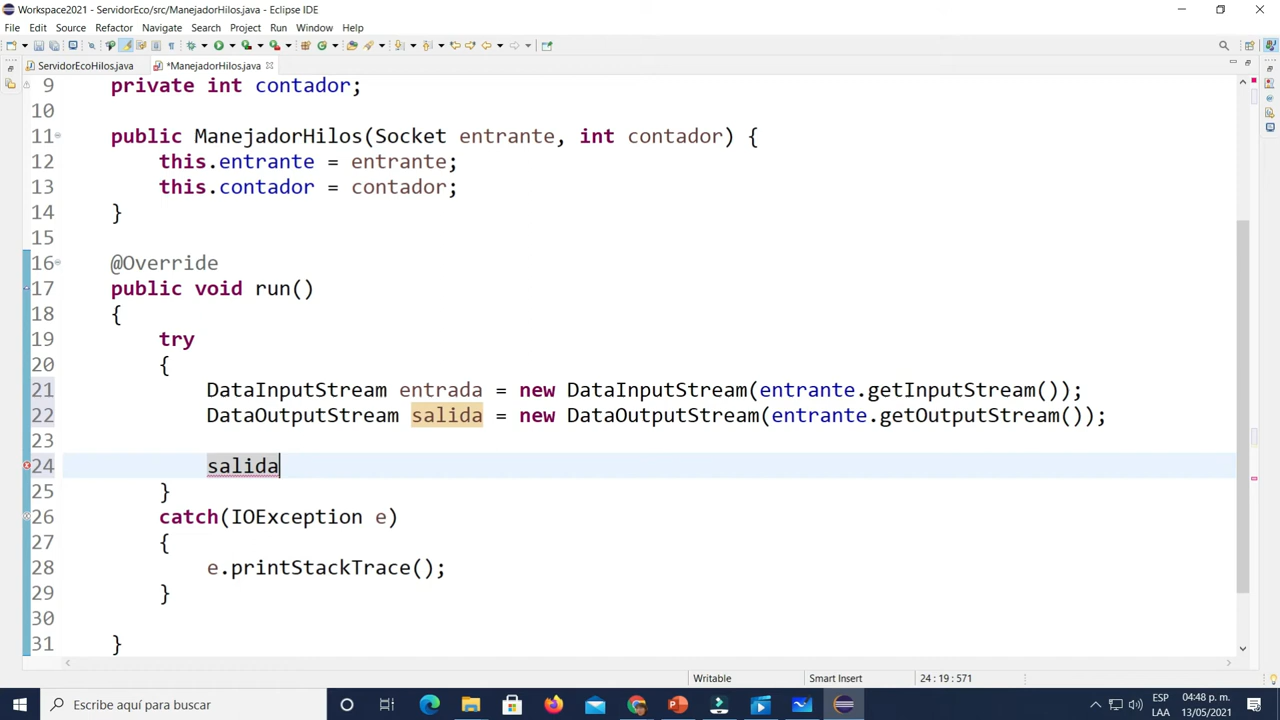 Workspace2021 - ServidorEco/src/ManejadorHilos.java - Eclipse IDE
File Edit Source Refactor Navigate Search Project Run Window Help
ServidorEcoHilos.java *ManejadorHilos.java
9 private int contador;
10
11 public ManejadorHilos(Socket entrante, int contador) {
12 this.entrante = entrante;
13 this.contador = contador;
14 }
15
16 @Override
17 public void run()
18 {
19 try
20 {
21 DataInputStream entrada = new DataInputStream(entrante.getInputStream());
22 DataOutputStream salida = new DataOutputStream(entrante.getOutputStream());
23
24 salida
25 }
26 catch(IOException e)
27 {
28 e.printStackTrace();
29 }
30
31 }
Writable Smart Insert 24 : 19 : 571
Escribe aquí para buscar
ESP 04:48 p. m.
LAA 13/05/2021